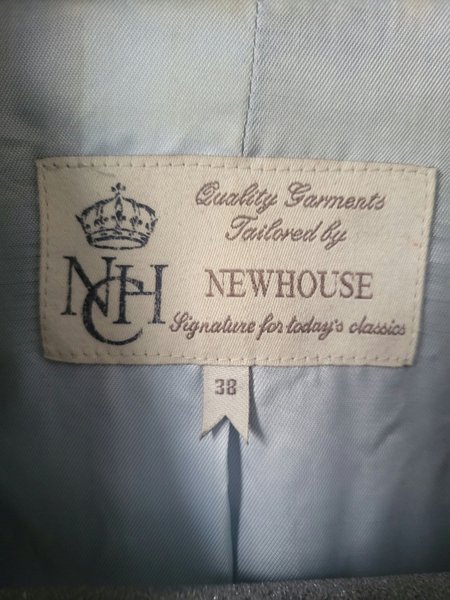 Quality Garments
Tailored by
NCH
NEWHOUSE
Signature for today's classics
38